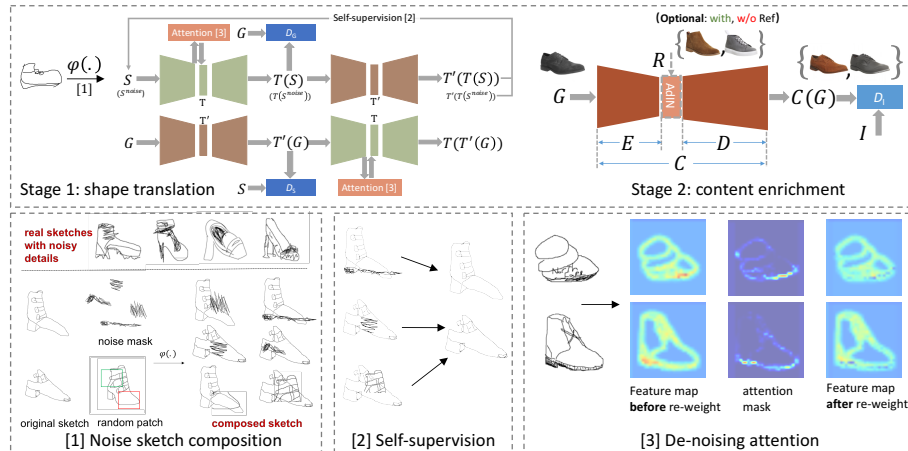 Self-supervision [2]
Attention [3]
G
D_G
φ(.)
[1]
S
(S^noise)
T
T(S)
(T(S^noise))
T'
T'(T(S))
T'(T(S^noise))
G
T'
T'(G)
T
T(T'(G))
S
D_S
Attention [3]
Stage 1: shape translation
(Optional: with, w/o Ref)
{ , }
R
AdIN
G
C(G)
{ , }
D_I
I
E
D
C
Stage 2: content enrichment
real sketches
with noisy
details
noise mask
φ(.)
original sketch
random patch
composed sketch
[1] Noise sketch composition
[2] Self-supervision
Feature map
before re-weight
attention
mask
Feature map
after re-weight
[3] De-noising attention